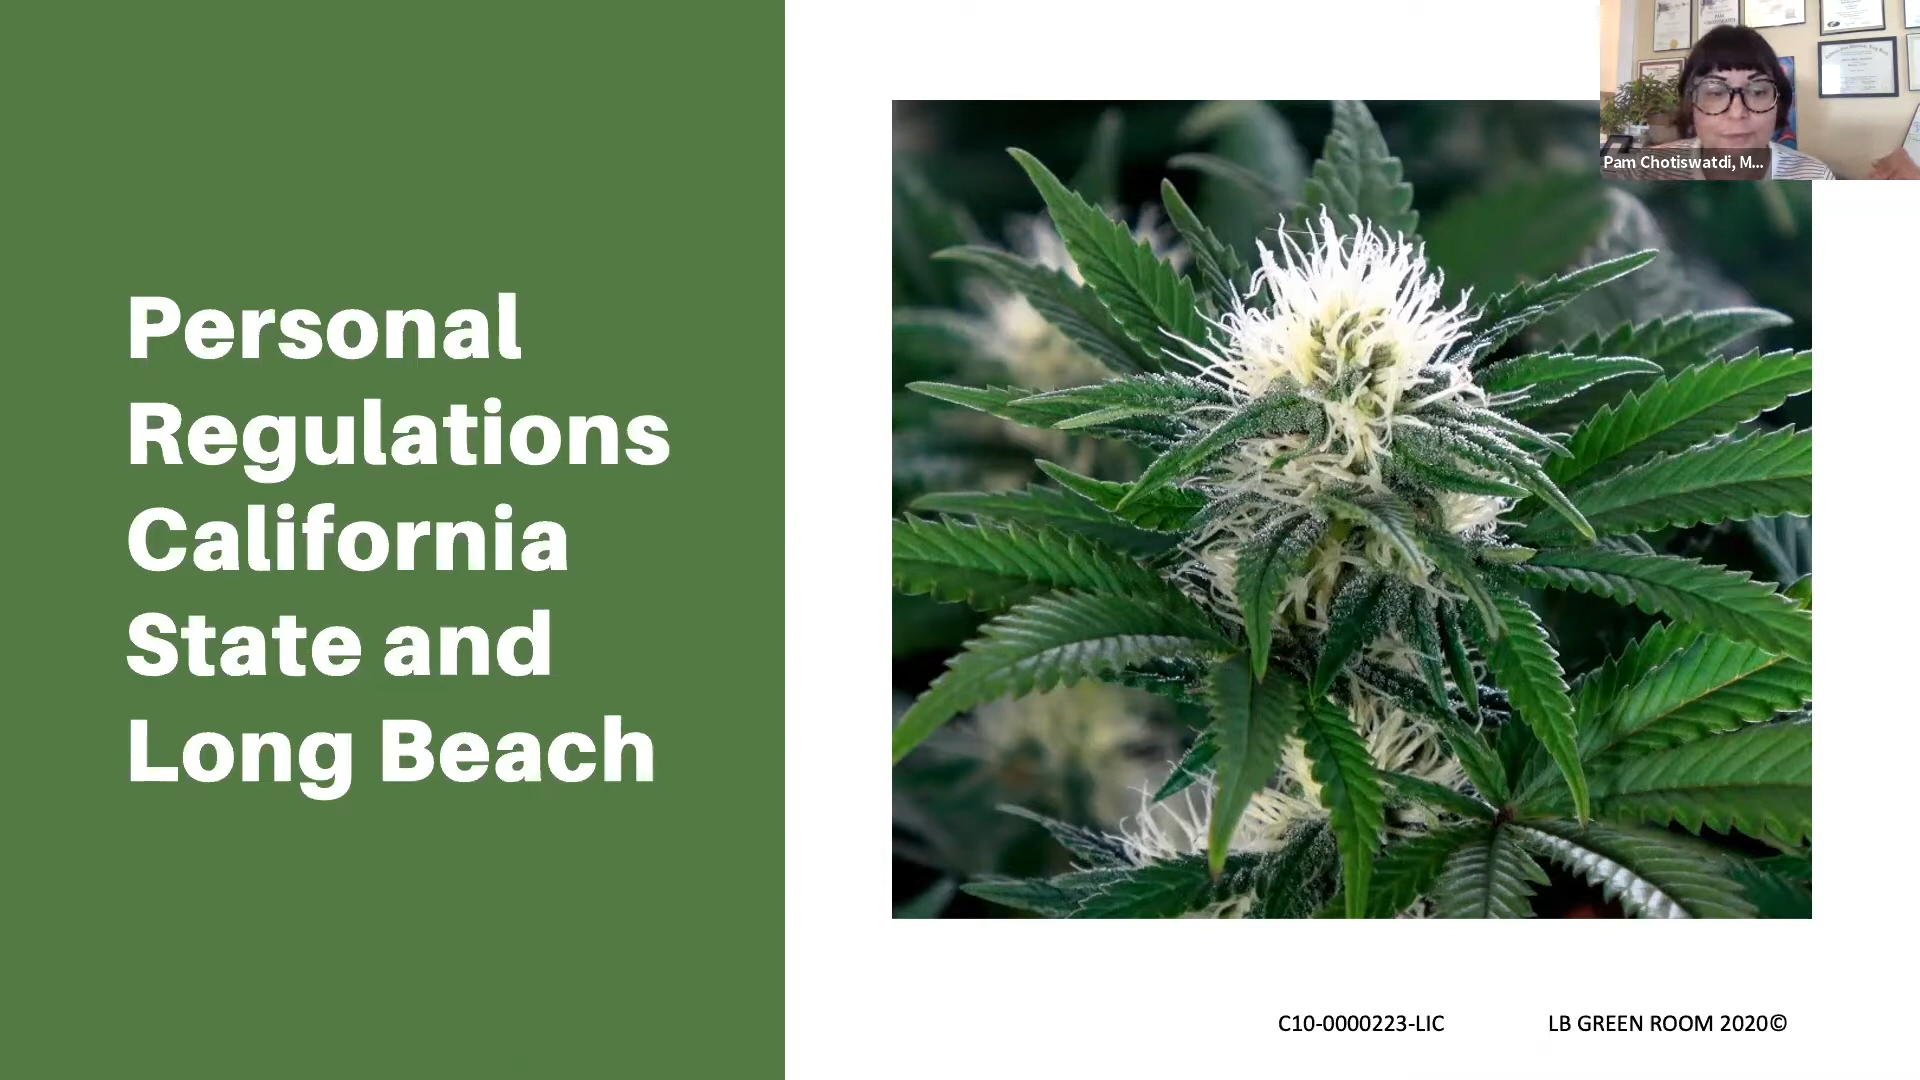 Personal
Regulations
California
State and
Long Beach
Pam Chotiswatdi, M...
C10-0000223-LIC
LB GREEN ROOM 2020©